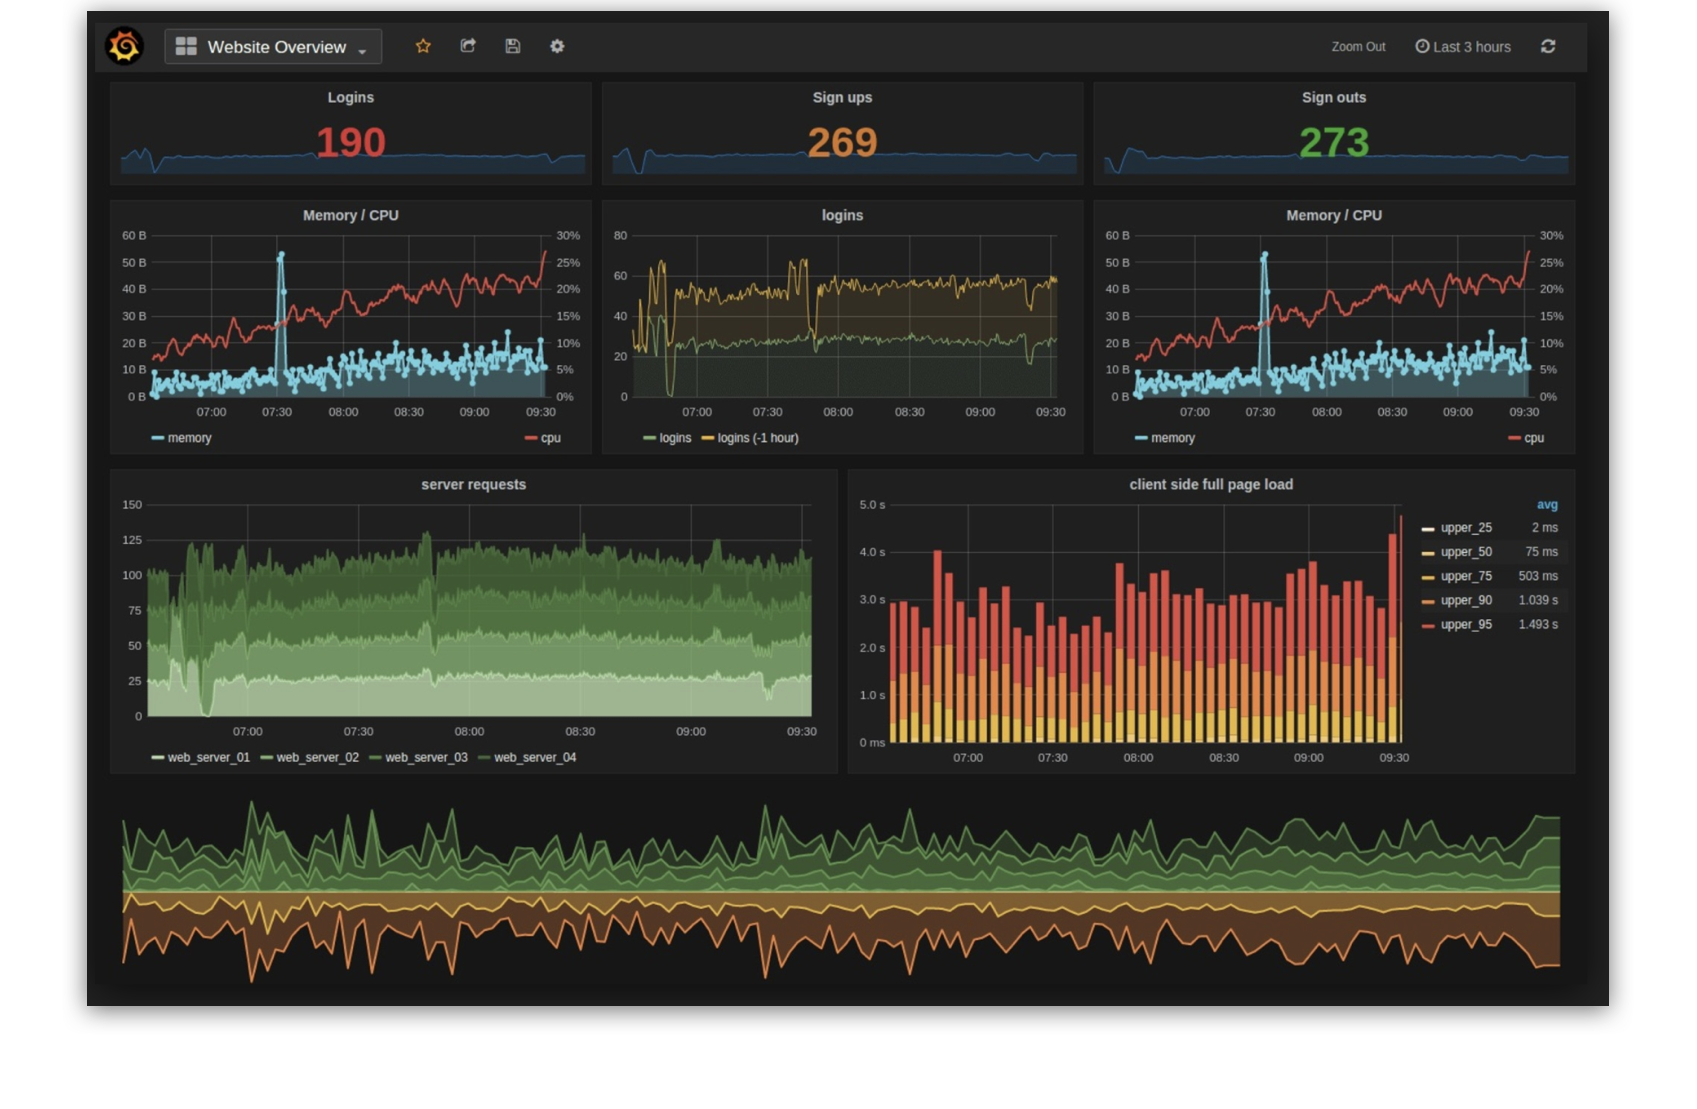 Website Overview
Zoom Out
Last 3 hours
Logins
190
Sign ups
269
Sign outs
273
Memory / CPU
60 B
50 B
40 B
30 B
20 B
10 B
0 B
30%
25%
20%
15%
10%
5%
0%
07:00 07:30 08:00 08:30 09:00 09:30
memory cpu
logins
80
60
40
20
0
07:00 07:30 08:00 08:30 09:00 09:30
logins logins (-1 hour)
Memory / CPU
60 B
50 B
40 B
30 B
20 B
10 B
0 B
30%
25%
20%
15%
10%
5%
0%
07:00 07:30 08:00 08:30 09:00 09:30
memory cpu
server requests
150
125
100
75
50
25
0
07:00 07:30 08:00 08:30 09:00 09:30
web_server_01 web_server_02 web_server_03 web_server_04
client side full page load
5.0 s
4.0 s
3.0 s
2.0 s
1.0 s
0 ms
07:00 07:30 08:00 08:30 09:00 09:30
avg
upper_25 2 ms
upper_50 75 ms
upper_75 503 ms
upper_90 1.039 s
upper_95 1.493 s